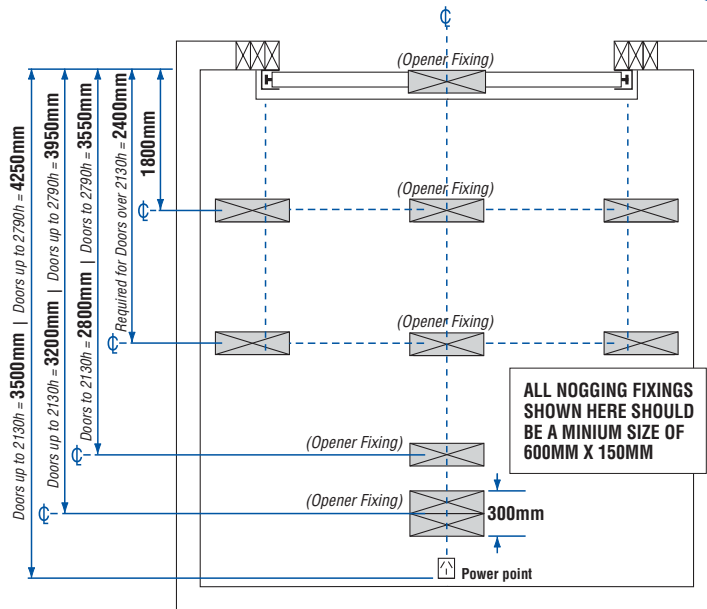 ℄
(Opener Fixing)
Doors up to 2130h = 3500mm | Doors up to 2790h = 4250mm
Doors up to 2130h = 3200mm | Doors up to 2790h = 3950mm
Doors to 2130h = 2800mm | Doors to 2790h = 3550mm
Required for Doors over 2130h = 2400mm
1800mm
(Opener Fixing)
℄
(Opener Fixing)
℄
ALL NOGGING FIXINGS
SHOWN HERE SHOULD
BE A MINIUM SIZE OF
600MM X 150MM
(Opener Fixing)
℄
(Opener Fixing)
℄
300mm
Power point